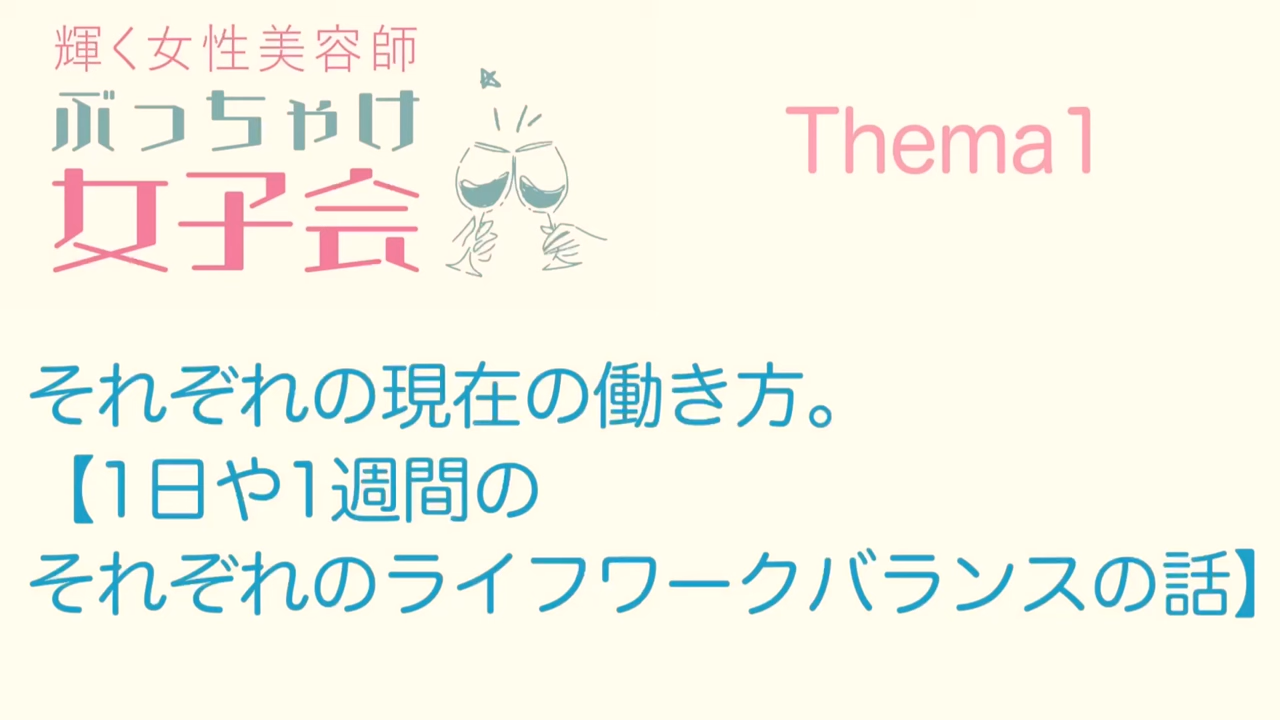 輝く女性美容師
ぶっちゃけ
女子会
Thema1
それぞれの現在の働き方。
【1日や1週間の
それぞれのライフワークバランスの話】